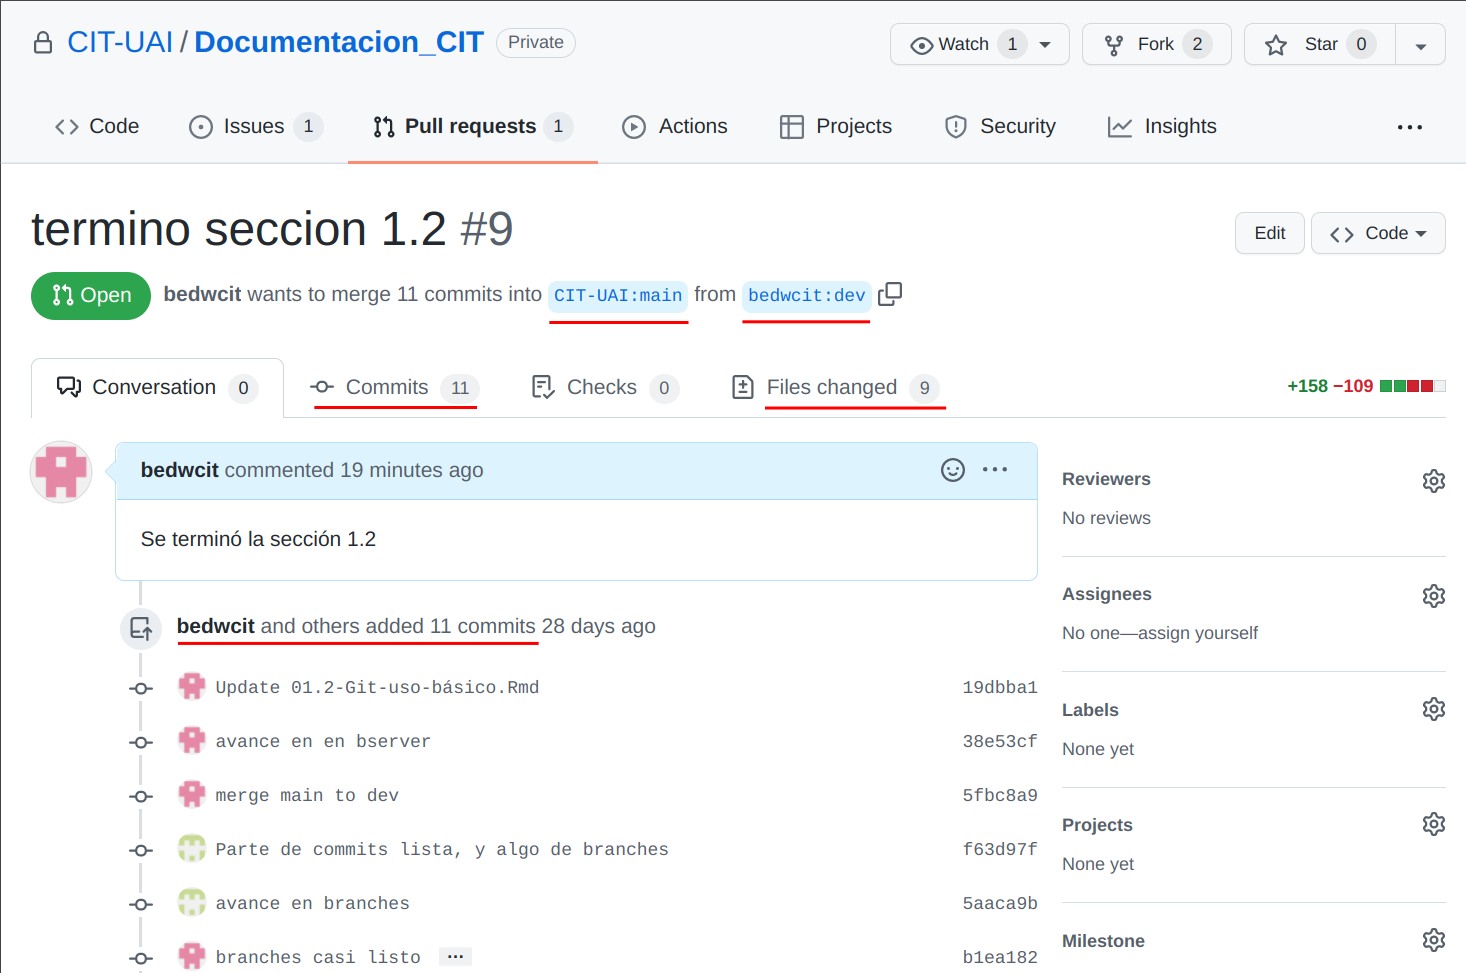 CIT-UAI / Documentacion_CIT Private Watch 1 Fork 2 Star 0
Code Issues 1 Pull requests 1 Actions Projects Security Insights
termino seccion 1.2 #9 Edit Code
Open bedwcit wants to merge 11 commits into CIT-UAI:main from bedwcit:dev
Conversation 0 Commits 11 Checks 0 Files changed 9 +158 −109
bedwcit commented 19 minutes ago
Se terminó la sección 1.2
bedwcit and others added 11 commits 28 days ago
Update 01.2-Git-uso-básico.Rmd 19dbba1
avance en en bserver 38e53cf
merge main to dev 5fbc8a9
Parte de commits lista, y algo de branches f63d97f
avance en branches 5aaca9b
branches casi listo ... b1ea182
Reviewers
No reviews
Assignees
No one—assign yourself
Labels
None yet
Projects
None yet
Milestone